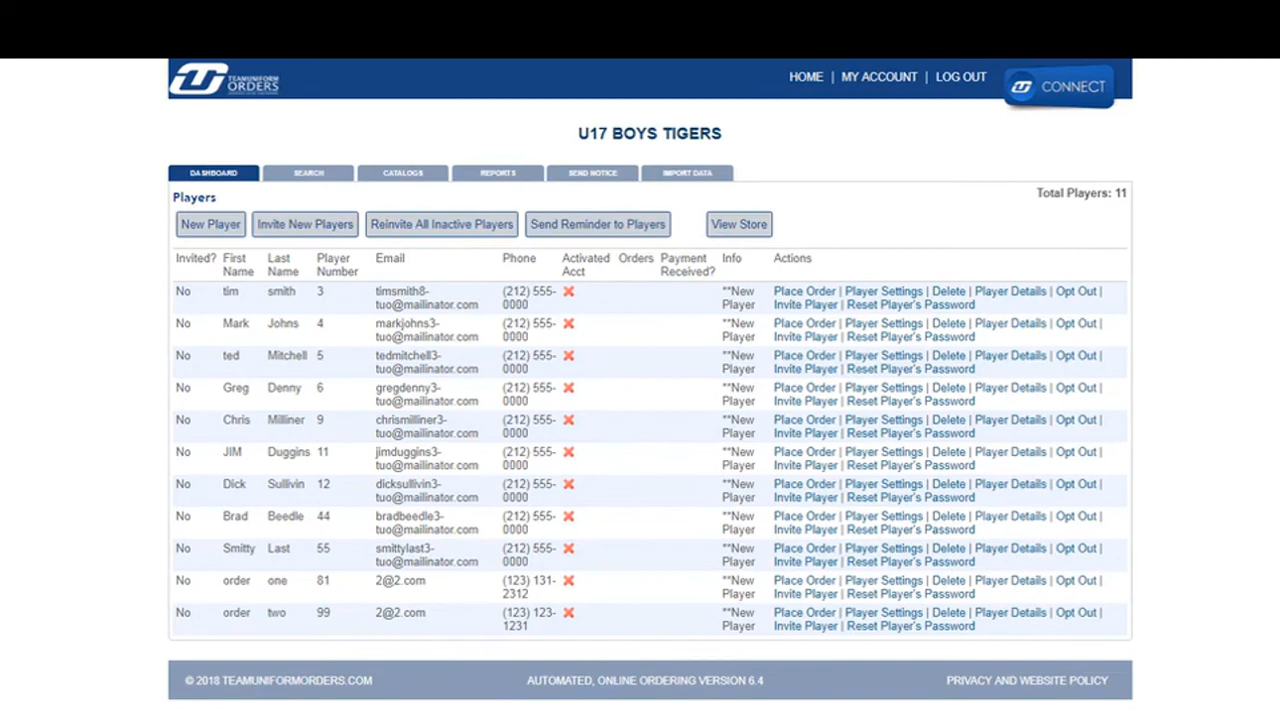 TEAMUNIFORM
ORDERS
HOME | MY ACCOUNT | LOG OUT
CONNECT
U17 BOYS TIGERS
DASHBOARD SEARCH CATALOGS REPORTS SEND NOTICE IMPORT DATA
Players
Total Players: 11
New Player Invite New Players Reinvite All Inactive Players Send Reminder to Players View Store
Invited? First Last Player Email Phone Activated Orders Payment Info Actions
Name Name Number Acct Received?
No tim smith 3 timsmith8- (212) 555- **New Place Order | Player Settings | Delete | Player Details | Opt Out |
tuo@mailinator.com 0000 Player Invite Player | Reset Player's Password
No Mark Johns 4 markjohns3- (212) 555- **New Place Order | Player Settings | Delete | Player Details | Opt Out |
tuo@mailinator.com 0000 Player Invite Player | Reset Player's Password
No ted Mitchell 5 tedmitchell3- (212) 555- **New Place Order | Player Settings | Delete | Player Details | Opt Out |
tuo@mailinator.com 0000 Player Invite Player | Reset Player's Password
No Greg Denny 6 gregdenny3- (212) 555- **New Place Order | Player Settings | Delete | Player Details | Opt Out |
tuo@mailinator.com 0000 Player Invite Player | Reset Player's Password
No Chris Milliner 9 chrismilliner3- (212) 555- **New Place Order | Player Settings | Delete | Player Details | Opt Out |
tuo@mailinator.com 0000 Player Invite Player | Reset Player's Password
No JIM Duggins 11 jimduggins3- (212) 555- **New Place Order | Player Settings | Delete | Player Details | Opt Out |
tuo@mailinator.com 0000 Player Invite Player | Reset Player's Password
No Dick Sullivin 12 dicksullivin3- (212) 555- **New Place Order | Player Settings | Delete | Player Details | Opt Out |
tuo@mailinator.com 0000 Player Invite Player | Reset Player's Password
No Brad Beedle 44 bradbeedle3- (212) 555- **New Place Order | Player Settings | Delete | Player Details | Opt Out |
tuo@mailinator.com 0000 Player Invite Player | Reset Player's Password
No Smitty Last 55 smittylast3- (212) 555- **New Place Order | Player Settings | Delete | Player Details | Opt Out |
tuo@mailinator.com 0000 Player Invite Player | Reset Player's Password
No order one 81 2@2.com (123) 131- **New Place Order | Player Settings | Delete | Player Details | Opt Out |
2312 Player Invite Player | Reset Player's Password
No order two 99 2@2.com (123) 123- **New Place Order | Player Settings | Delete | Player Details | Opt Out |
1231 Player Invite Player | Reset Player's Password
© 2018 TEAMUNIFORMORDERS.COM AUTOMATED, ONLINE ORDERING VERSION 6.4 PRIVACY AND WEBSITE POLICY